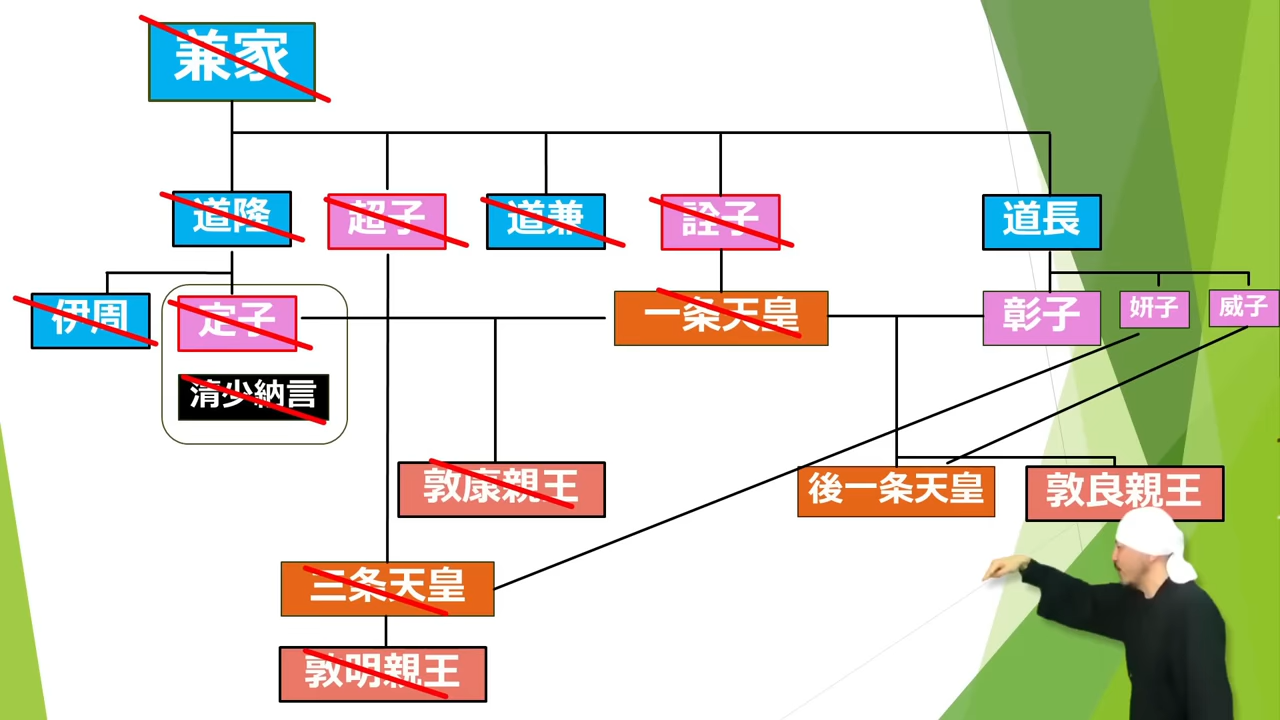 兼家
道隆
超子
道兼
詮子
道長
伊周
定子
一条天皇
彰子
妍子
威子
清少納言
敦康親王
後一条天皇
敦良親王
三条天皇
敦明親王